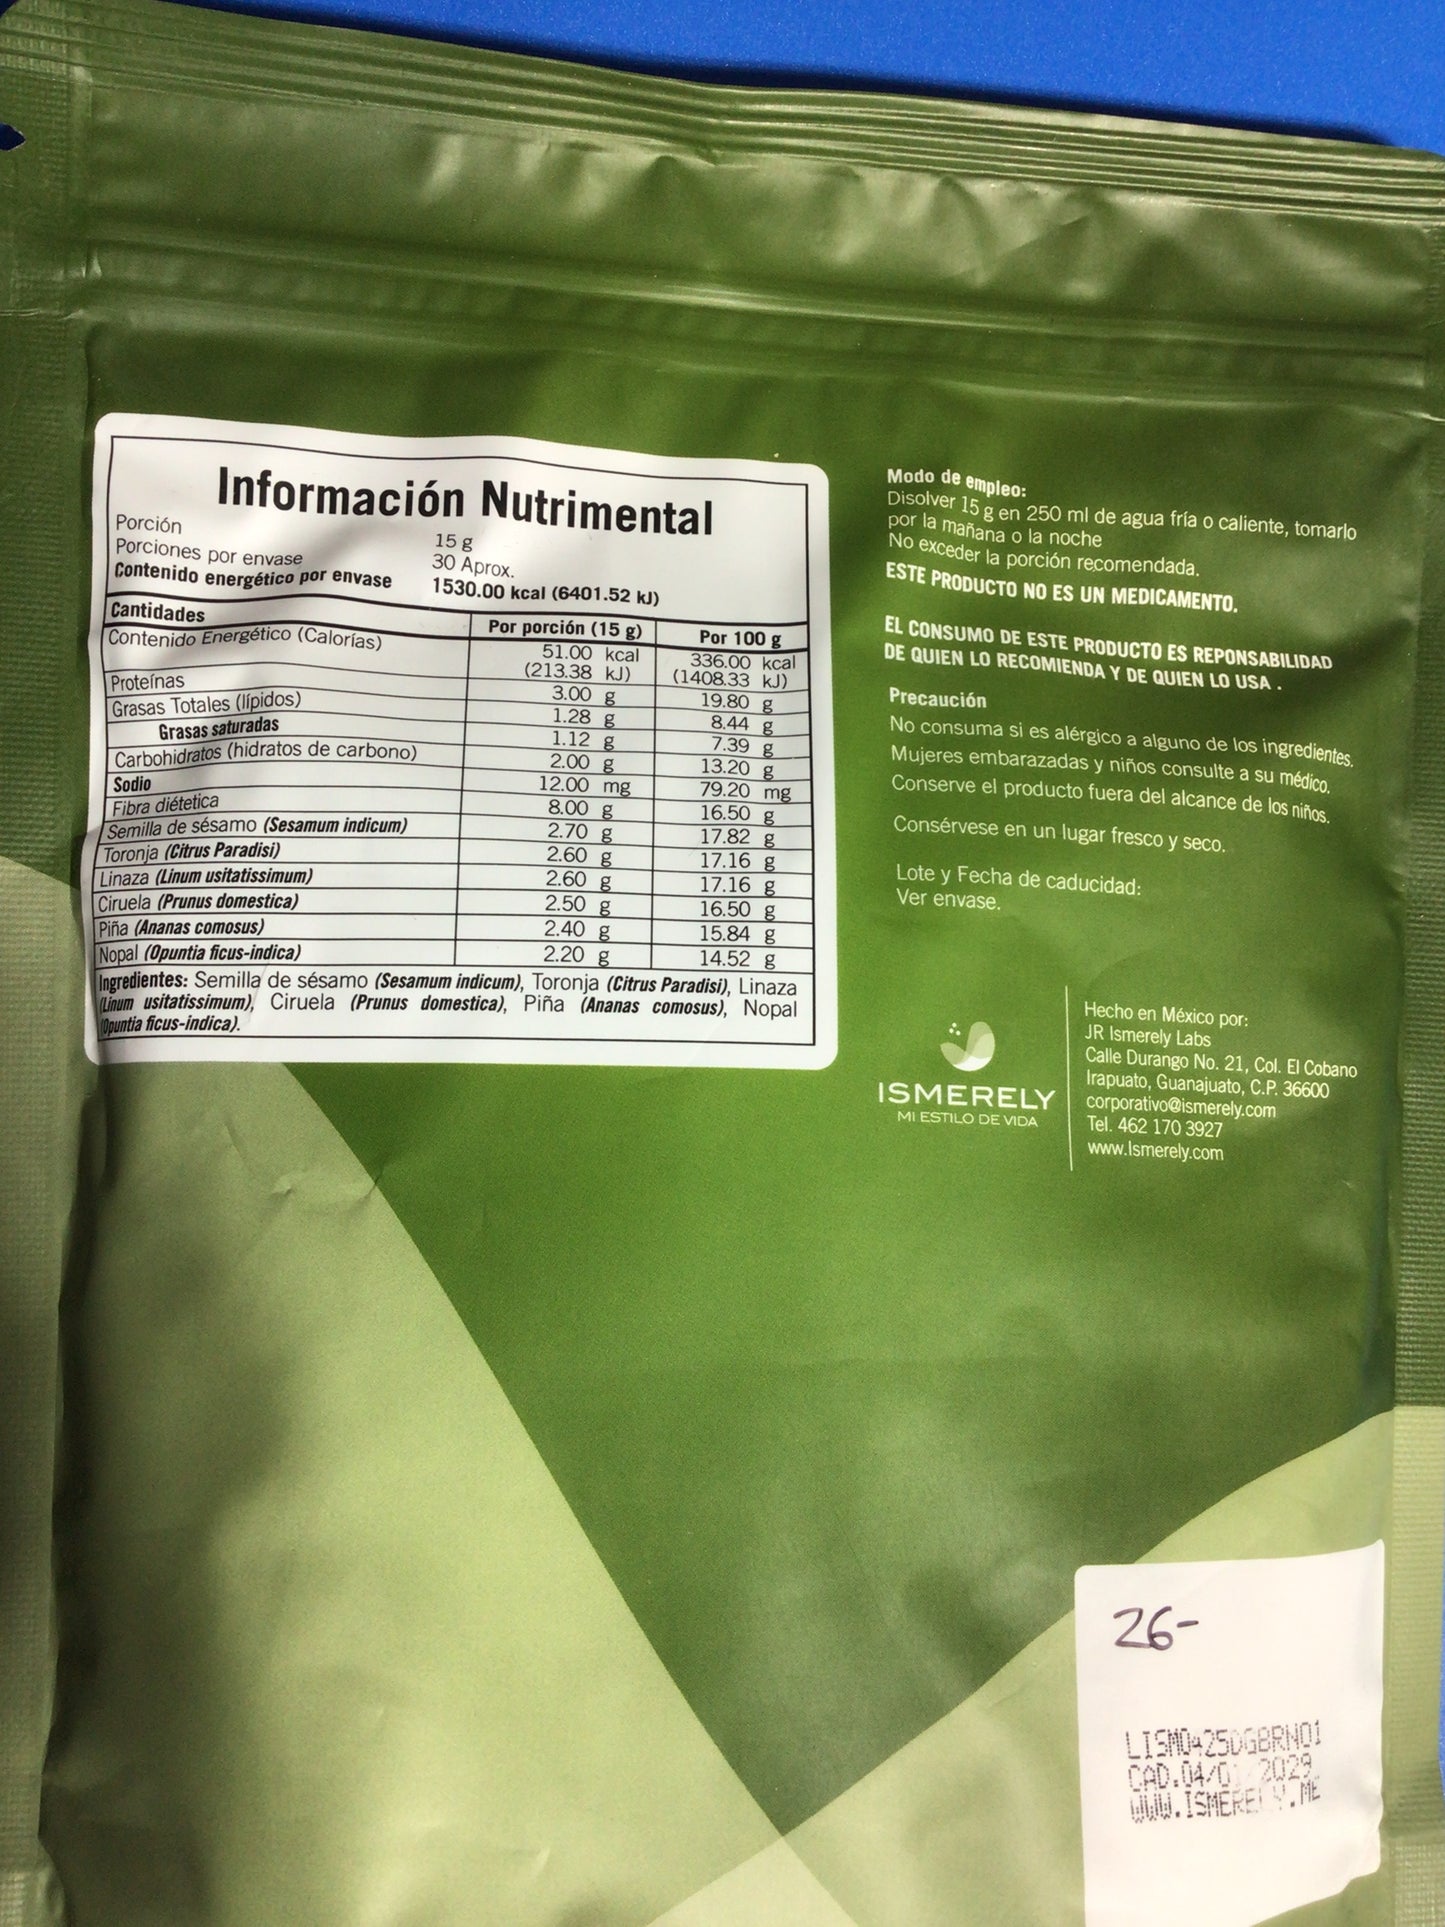 Información Nutrimental
Porción 15 g
Porciones por envase 30 Aprox.
Contenido energético por envase 1530.00 kcal (6401.52 kJ)
Cantidades Por porción (15 g) Por 100 g
Contenido Energético (Calorías) 51.00 kcal 336.00 kcal
(213.38 kJ) (1408.33 kJ)
Proteínas 3.00 g 19.80 g
Grasas Totales (lípidos) 1.28 g 8.44 g
Grasas saturadas 1.12 g 7.39 g
Carbohidratos (hidratos de carbono) 2.00 g 13.20 g
Sodio 12.00 mg 79.20 mg
Fibra diétetica 8.00 g 16.50 g
Semilla de sésamo (Sesamum indicum) 2.70 g 17.82 g
Toronja (Citrus Paradisi) 2.60 g 17.16 g
Linaza (Linum usitatissimum) 2.60 g 17.16 g
Ciruela (Prunus domestica) 2.50 g 16.50 g
Piña (Ananas comosus) 2.40 g 15.84 g
Nopal (Opuntia ficus-indica) 2.20 g 14.52 g
Ingredientes: Semilla de sésamo (Sesamum indicum), Toronja (Citrus Paradisi), Linaza
(Linum usitatissimum), Ciruela (Prunus domestica), Piña (Ananas comosus), Nopal
(Opuntia ficus-indica).
Modo de empleo:
Disolver 15 g en 250 ml de agua fría o caliente, tomarlo
por la mañana o la noche
No exceder la porción recomendada.
ESTE PRODUCTO NO ES UN MEDICAMENTO.
EL CONSUMO DE ESTE PRODUCTO ES REPONSABILIDAD
DE QUIEN LO RECOMIENDA Y DE QUIEN LO USA .
Precaución
No consuma si es alérgico a alguno de los ingredientes.
Mujeres embarazadas y niños consulte a su médico.
Conserve el producto fuera del alcance de los niños.
Consérvese en un lugar fresco y seco.
Lote y Fecha de caducidad:
Ver envase.
ISMERELY
MI ESTILO DE VIDA
Hecho en México por:
JR Ismerely Labs
Calle Durango No. 21, Col. El Cobano
Irapuato, Guanajuato, C.P. 36600
corporativo@ismerely.com
Tel. 462 170 3927
www.Ismerely.com
26-